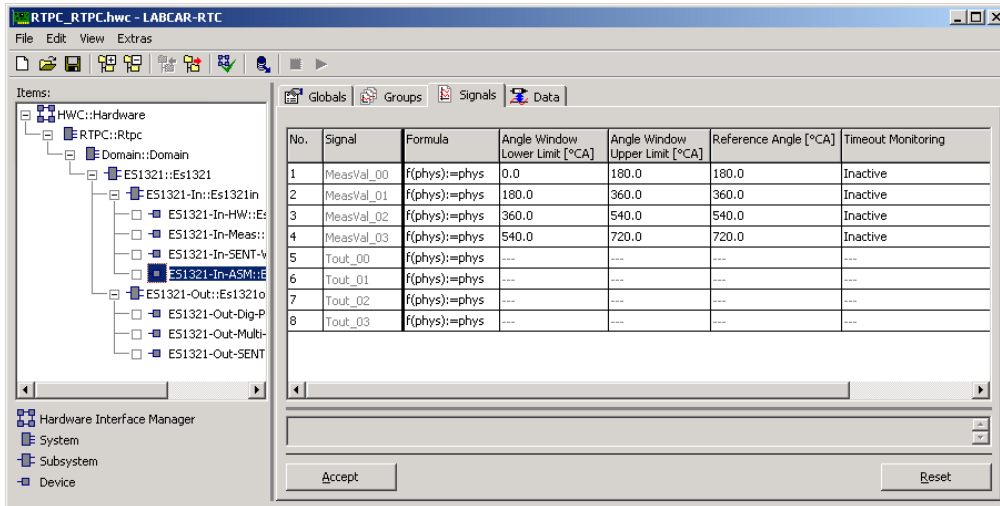 RTPC_RTPC.hwc - LABCAR-RTC
File Edit View Extras
Items:
HWC::Hardware
RTPC::Rtpc
Domain::Domain
ES1321::Es1321
ES1321-In::Es1321in
ES1321-In-HW::Es
ES1321-In-Meas::
ES1321-In-SENT-V
ES1321-In-ASM::E
ES1321-Out::Es1321o
ES1321-Out-Dig-P
ES1321-Out-Multi-
ES1321-Out-SENT
Hardware Interface Manager
System
Subsystem
Device
Globals Groups Signals Data
No. Signal Formula Angle Window Lower Limit [°CA] Angle Window Upper Limit [°CA] Reference Angle [°CA] Timeout Monitoring
1 MeasVal_00 f(phys):=phys 0.0 180.0 180.0 Inactive
2 MeasVal_01 f(phys):=phys 180.0 360.0 360.0 Inactive
3 MeasVal_02 f(phys):=phys 360.0 540.0 540.0 Inactive
4 MeasVal_03 f(phys):=phys 540.0 720.0 720.0 Inactive
5 Tout_00 f(phys):=phys --- --- --- ---
6 Tout_01 f(phys):=phys --- --- --- ---
7 Tout_02 f(phys):=phys --- --- --- ---
8 Tout_03 f(phys):=phys --- --- --- ---
Accept Reset